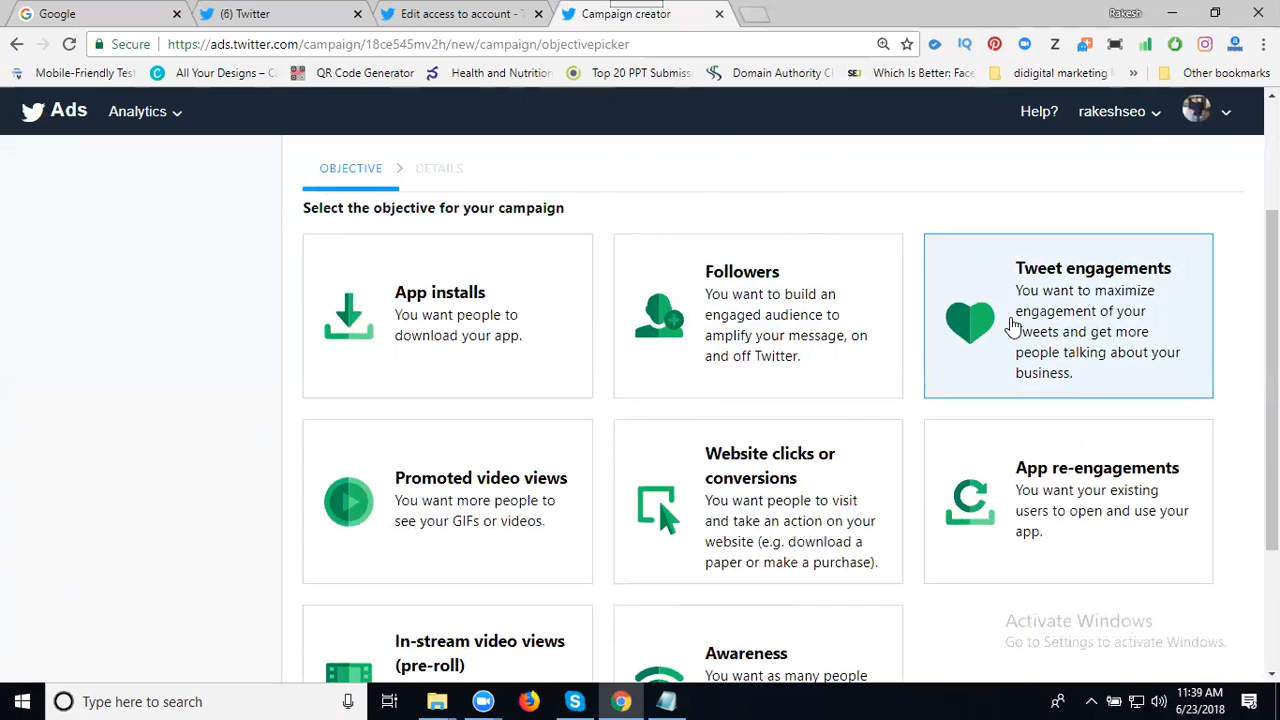 Google
(6) Twitter
Edit access to account -
Campaign creator
Rakesh
Secure
https://ads.twitter.com/campaign/18ce545mv2h/new/campaign/objectivepicker
Mobile-Friendly Test
All Your Designs – C
QR Code Generator
Health and Nutrition
Top 20 PPT Submiss
Domain Authority C
Which Is Better: Face
didigital marketing
Other bookmarks
Ads
Analytics
Help?
rakeshseo
OBJECTIVE
DETAILS
Select the objective for your campaign
App installs
You want people to
download your app.
Followers
You want to build an
engaged audience to
amplify your message, on
and off Twitter.
Tweet engagements
You want to maximize
engagement of your
Tweets and get more
people talking about your
business.
Promoted video views
You want more people to
see your GIFs or videos.
Website clicks or
conversions
You want people to visit
and take an action on your
website (e.g. download a
paper or make a purchase).
App re-engagements
You want your existing
users to open and use your
app.
In-stream video views
(pre-roll)
Awareness
You want as many people
Activate Windows
Go to Settings to activate Windows.
Type here to search
11:39 AM
6/23/2018